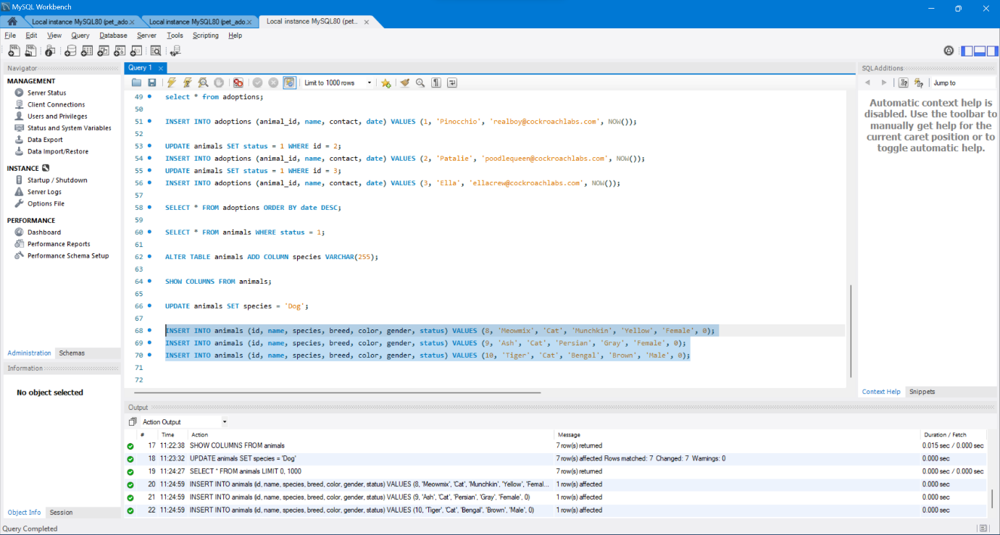 MySQL Workbench
Local instance MySQL80 (pet_ado.x
Local instance MySQL80 (pet_ado.x
Local instance MySQL80 (pet.. x
File Edit View Query Database Server Tools Scripting Help
Navigator
MANAGEMENT
Server Status
Client Connections
Users and Privileges
Status and System Variables
Data Export
Data Import/Restore
INSTANCE
Startup / Shutdown
Server Logs
Options File
PERFORMANCE
Dashboard
Performance Reports
Performance Schema Setup
Administration Schemas
Information
No object selected
Object Info Session
Query 1 x
Limit to 1000 rows
49 select * from adoptions;
50
51 INSERT INTO adoptions (animal_id, name, contact, date) VALUES (1, 'Pinocchio', 'realboy@cockroachlabs.com', NOW());
52
53 UPDATE animals SET status = 1 WHERE id = 2;
54 INSERT INTO adoptions (animal_id, name, contact, date) VALUES (2, 'Patalie', 'poodlequeen@cockroachlabs.com', NOW());
55 UPDATE animals SET status = 1 WHERE id = 3;
56 INSERT INTO adoptions (animal_id, name, contact, date) VALUES (3, 'Ella', 'ellacrew@cockroachlabs.com', NOW());
57
58 SELECT * FROM adoptions ORDER BY date DESC;
59
60 SELECT * FROM animals WHERE status = 1;
61
62 ALTER TABLE animals ADD COLUMN species VARCHAR(255);
63
64 SHOW COLUMNS FROM animals;
65
66 UPDATE animals SET species = 'Dog';
67
68 INSERT INTO animals (id, name, species, breed, color, gender, status) VALUES (8, 'Meowmix', 'Cat', 'Munchkin', 'Yellow', 'Female', 0);
69 INSERT INTO animals (id, name, species, breed, color, gender, status) VALUES (9, 'Ash', 'Cat', 'Persian', 'Gray', 'Female', 0);
70 INSERT INTO animals (id, name, species, breed, color, gender, status) VALUES (10, 'Tiger', 'Cat', 'Bengal', 'Brown', 'Male', 0);
71
72
SQLAdditions
Jump to
Automatic context help is
disabled. Use the toolbar to
manually get help for the
current caret position or to
toggle automatic help.
Context Help Snippets
Output
Action Output
# Time Action Message Duration / Fetch
17 11:22:38 SHOW COLUMNS FROM animals 7 row(s) returned 0.015 sec / 0.000 sec
18 11:23:32 UPDATE animals SET species = 'Dog' 7 row(s) affected Rows matched: 7 Changed: 7 Warnings: 0 0.000 sec
19 11:24:27 SELECT * FROM animals LIMIT 0, 1000 7 row(s) returned 0.000 sec / 0.000 sec
20 11:24:59 INSERT INTO animals (id, name, species, breed, color, gender, status) VALUES (8, 'Meowmix', 'Cat', 'Munchkin', 'Yellow', 'Femal... 1 row(s) affected 0.000 sec
21 11:24:59 INSERT INTO animals (id, name, species, breed, color, gender, status) VALUES (9, 'Ash', 'Cat', 'Persian', 'Gray', 'Female', 0) 1 row(s) affected 0.000 sec
22 11:24:59 INSERT INTO animals (id, name, species, breed, color, gender, status) VALUES (10, 'Tiger', 'Cat', 'Bengal', 'Brown', 'Male', 0) 1 row(s) affected 0.000 sec
Query Completed